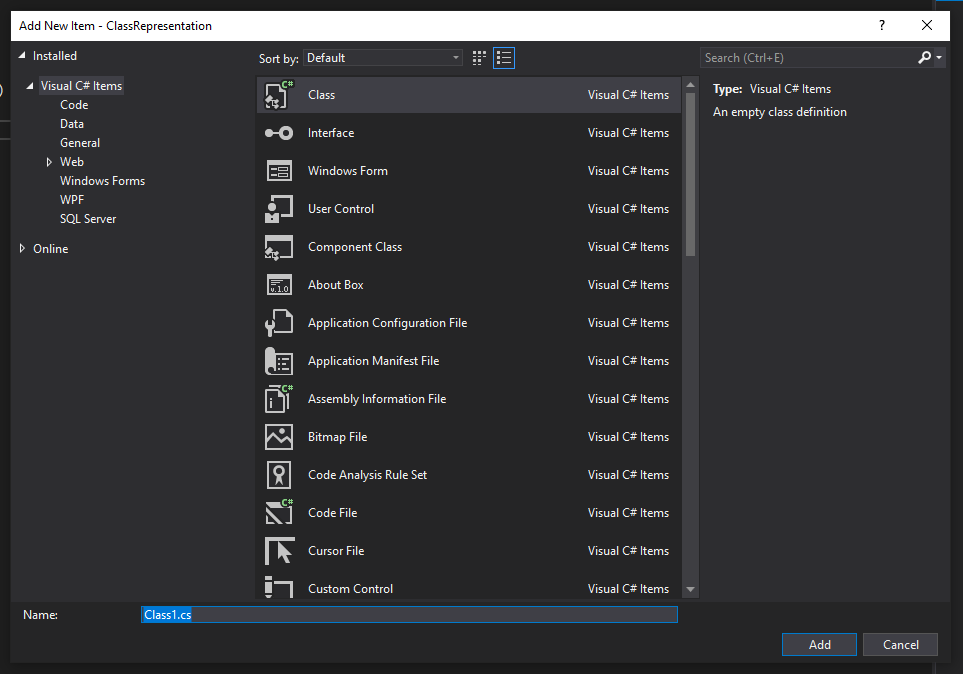 Add New Item - ClassRepresentation
?
Installed
Visual C# Items
Code
Data
General
Web
Windows Forms
WPF
SQL Server
Online
Sort by: Default
Class Visual C# Items
Interface Visual C# Items
Windows Form Visual C# Items
User Control Visual C# Items
Component Class Visual C# Items
About Box Visual C# Items
Application Configuration File Visual C# Items
Application Manifest File Visual C# Items
Assembly Information File Visual C# Items
Bitmap File Visual C# Items
Code Analysis Rule Set Visual C# Items
Code File Visual C# Items
Cursor File Visual C# Items
Custom Control Visual C# Items
Search (Ctrl+E)
Type: Visual C# Items
An empty class definition
Name: Class1.cs
Add Cancel